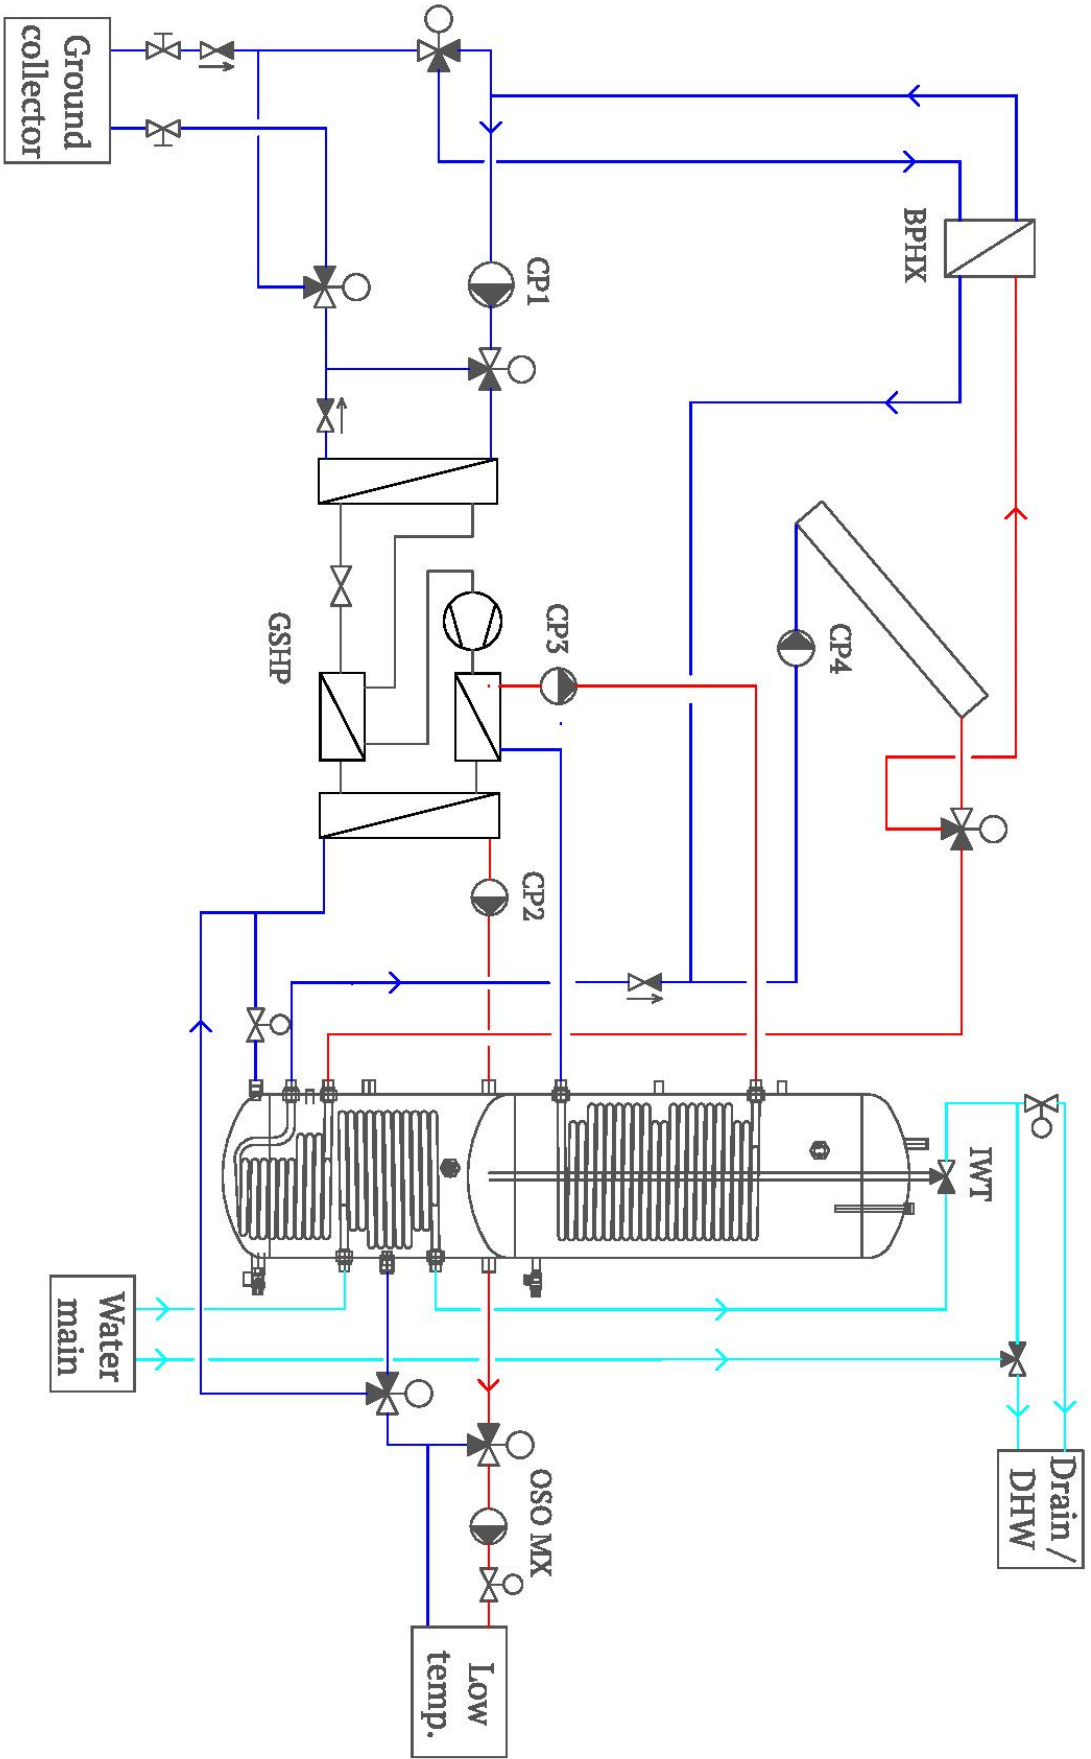 Ground
collector
BPHX
CP1
CP4
CP3
GSHP
CP2
IWT
Water
main
Drain /
DHW
OSO MX
Low
temp.